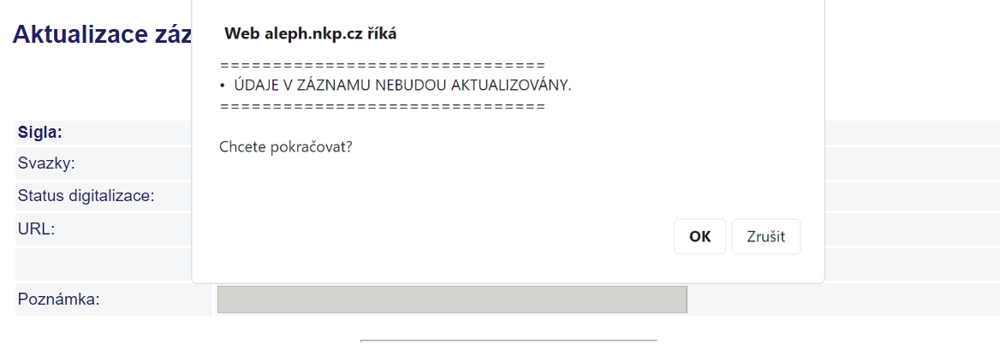 Aktualizace záz
Web aleph.nkp.cz říká
===============================
• ÚDAJE V ZÁZNAMU NEBUDOU AKTUALIZOVÁNY.
===============================
Chcete pokračovat?
OK Zrušit
Sigla:
Svazky:
Status digitalizace:
URL:
Poznámka: